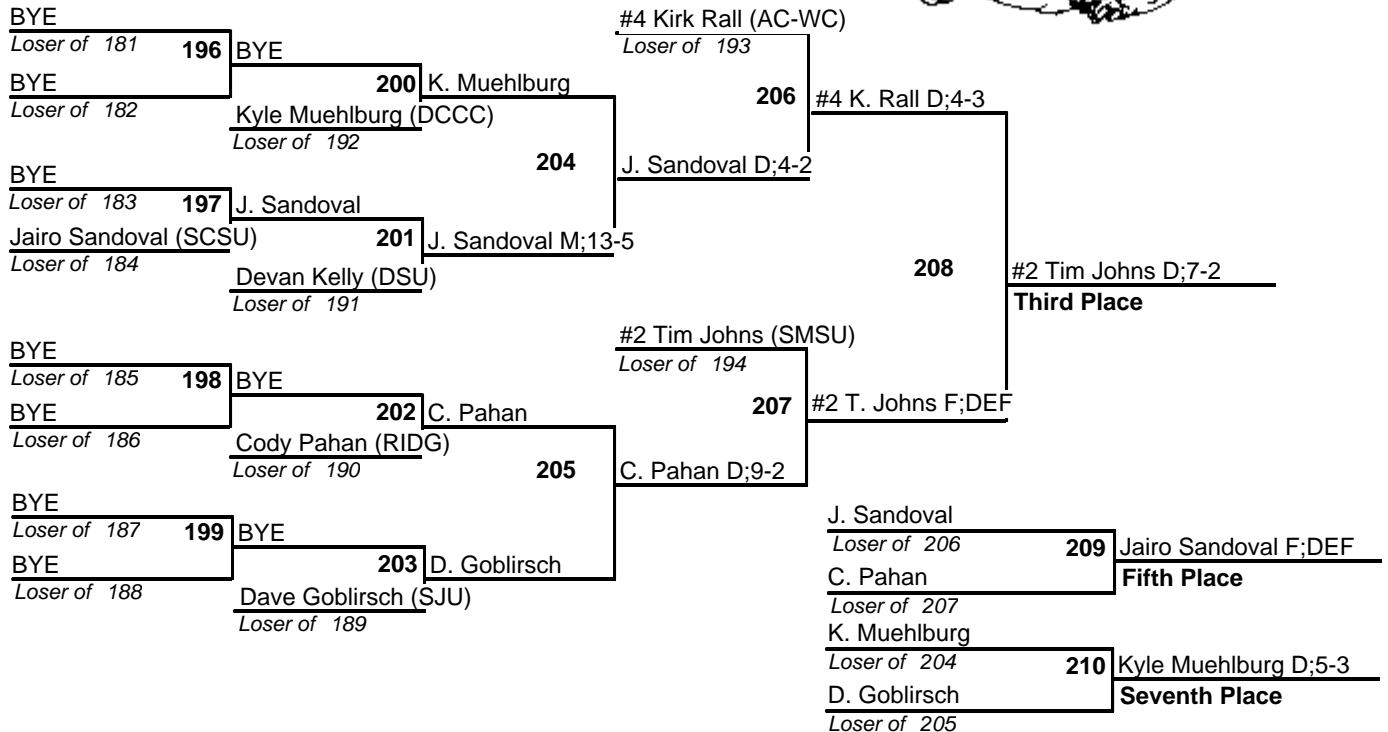 BYE
Loser of 181
196
BYE
BYE
Loser of 182
200
K. Muehlburg
Kyle Muehlburg (DCCC)
Loser of 192
204
BYE
Loser of 183
197
J. Sandoval
Jairo Sandoval (SCSU)
Loser of 184
201
J. Sandoval M;13-5
Devan Kelly (DSU)
Loser of 191
#4 Kirk Rall (AC-WC)
Loser of 193
206
#4 K. Rall D;4-3
J. Sandoval D;4-2
208
#2 Tim Johns D;7-2
Third Place
BYE
Loser of 185
198
BYE
BYE
Loser of 186
202
C. Pahan
Cody Pahan (RIDG)
Loser of 190
205
BYE
Loser of 187
199
BYE
BYE
Loser of 188
203
D. Goblirsch
Dave Goblirsch (SJU)
Loser of 189
#2 Tim Johns (SMSU)
Loser of 194
207
#2 T. Johns F;DEF
C. Pahan D;9-2
J. Sandoval
Loser of 206
209
Jairo Sandoval F;DEF
Fifth Place
C. Pahan
Loser of 207
K. Muehlburg
Loser of 204
210
Kyle Muehlburg D;5-3
Seventh Place
D. Goblirsch
Loser of 205